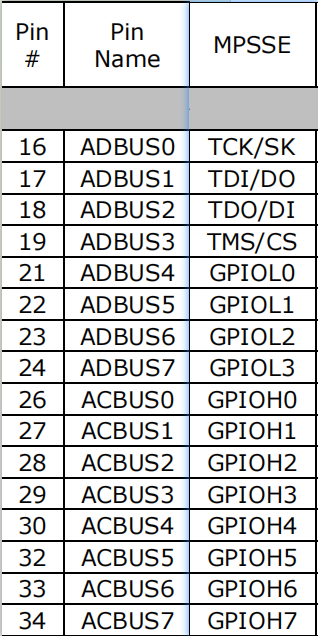 Pin # Pin Name MPSSE
16 ADBUS0 TCK/SK
17 ADBUS1 TDI/DO
18 ADBUS2 TDO/DI
19 ADBUS3 TMS/CS
21 ADBUS4 GPIOL0
22 ADBUS5 GPIOL1
23 ADBUS6 GPIOL2
24 ADBUS7 GPIOL3
26 ACBUS0 GPIOH0
27 ACBUS1 GPIOH1
28 ACBUS2 GPIOH2
29 ACBUS3 GPIOH3
30 ACBUS4 GPIOH4
32 ACBUS5 GPIOH5
33 ACBUS6 GPIOH6
34 ACBUS7 GPIOH7